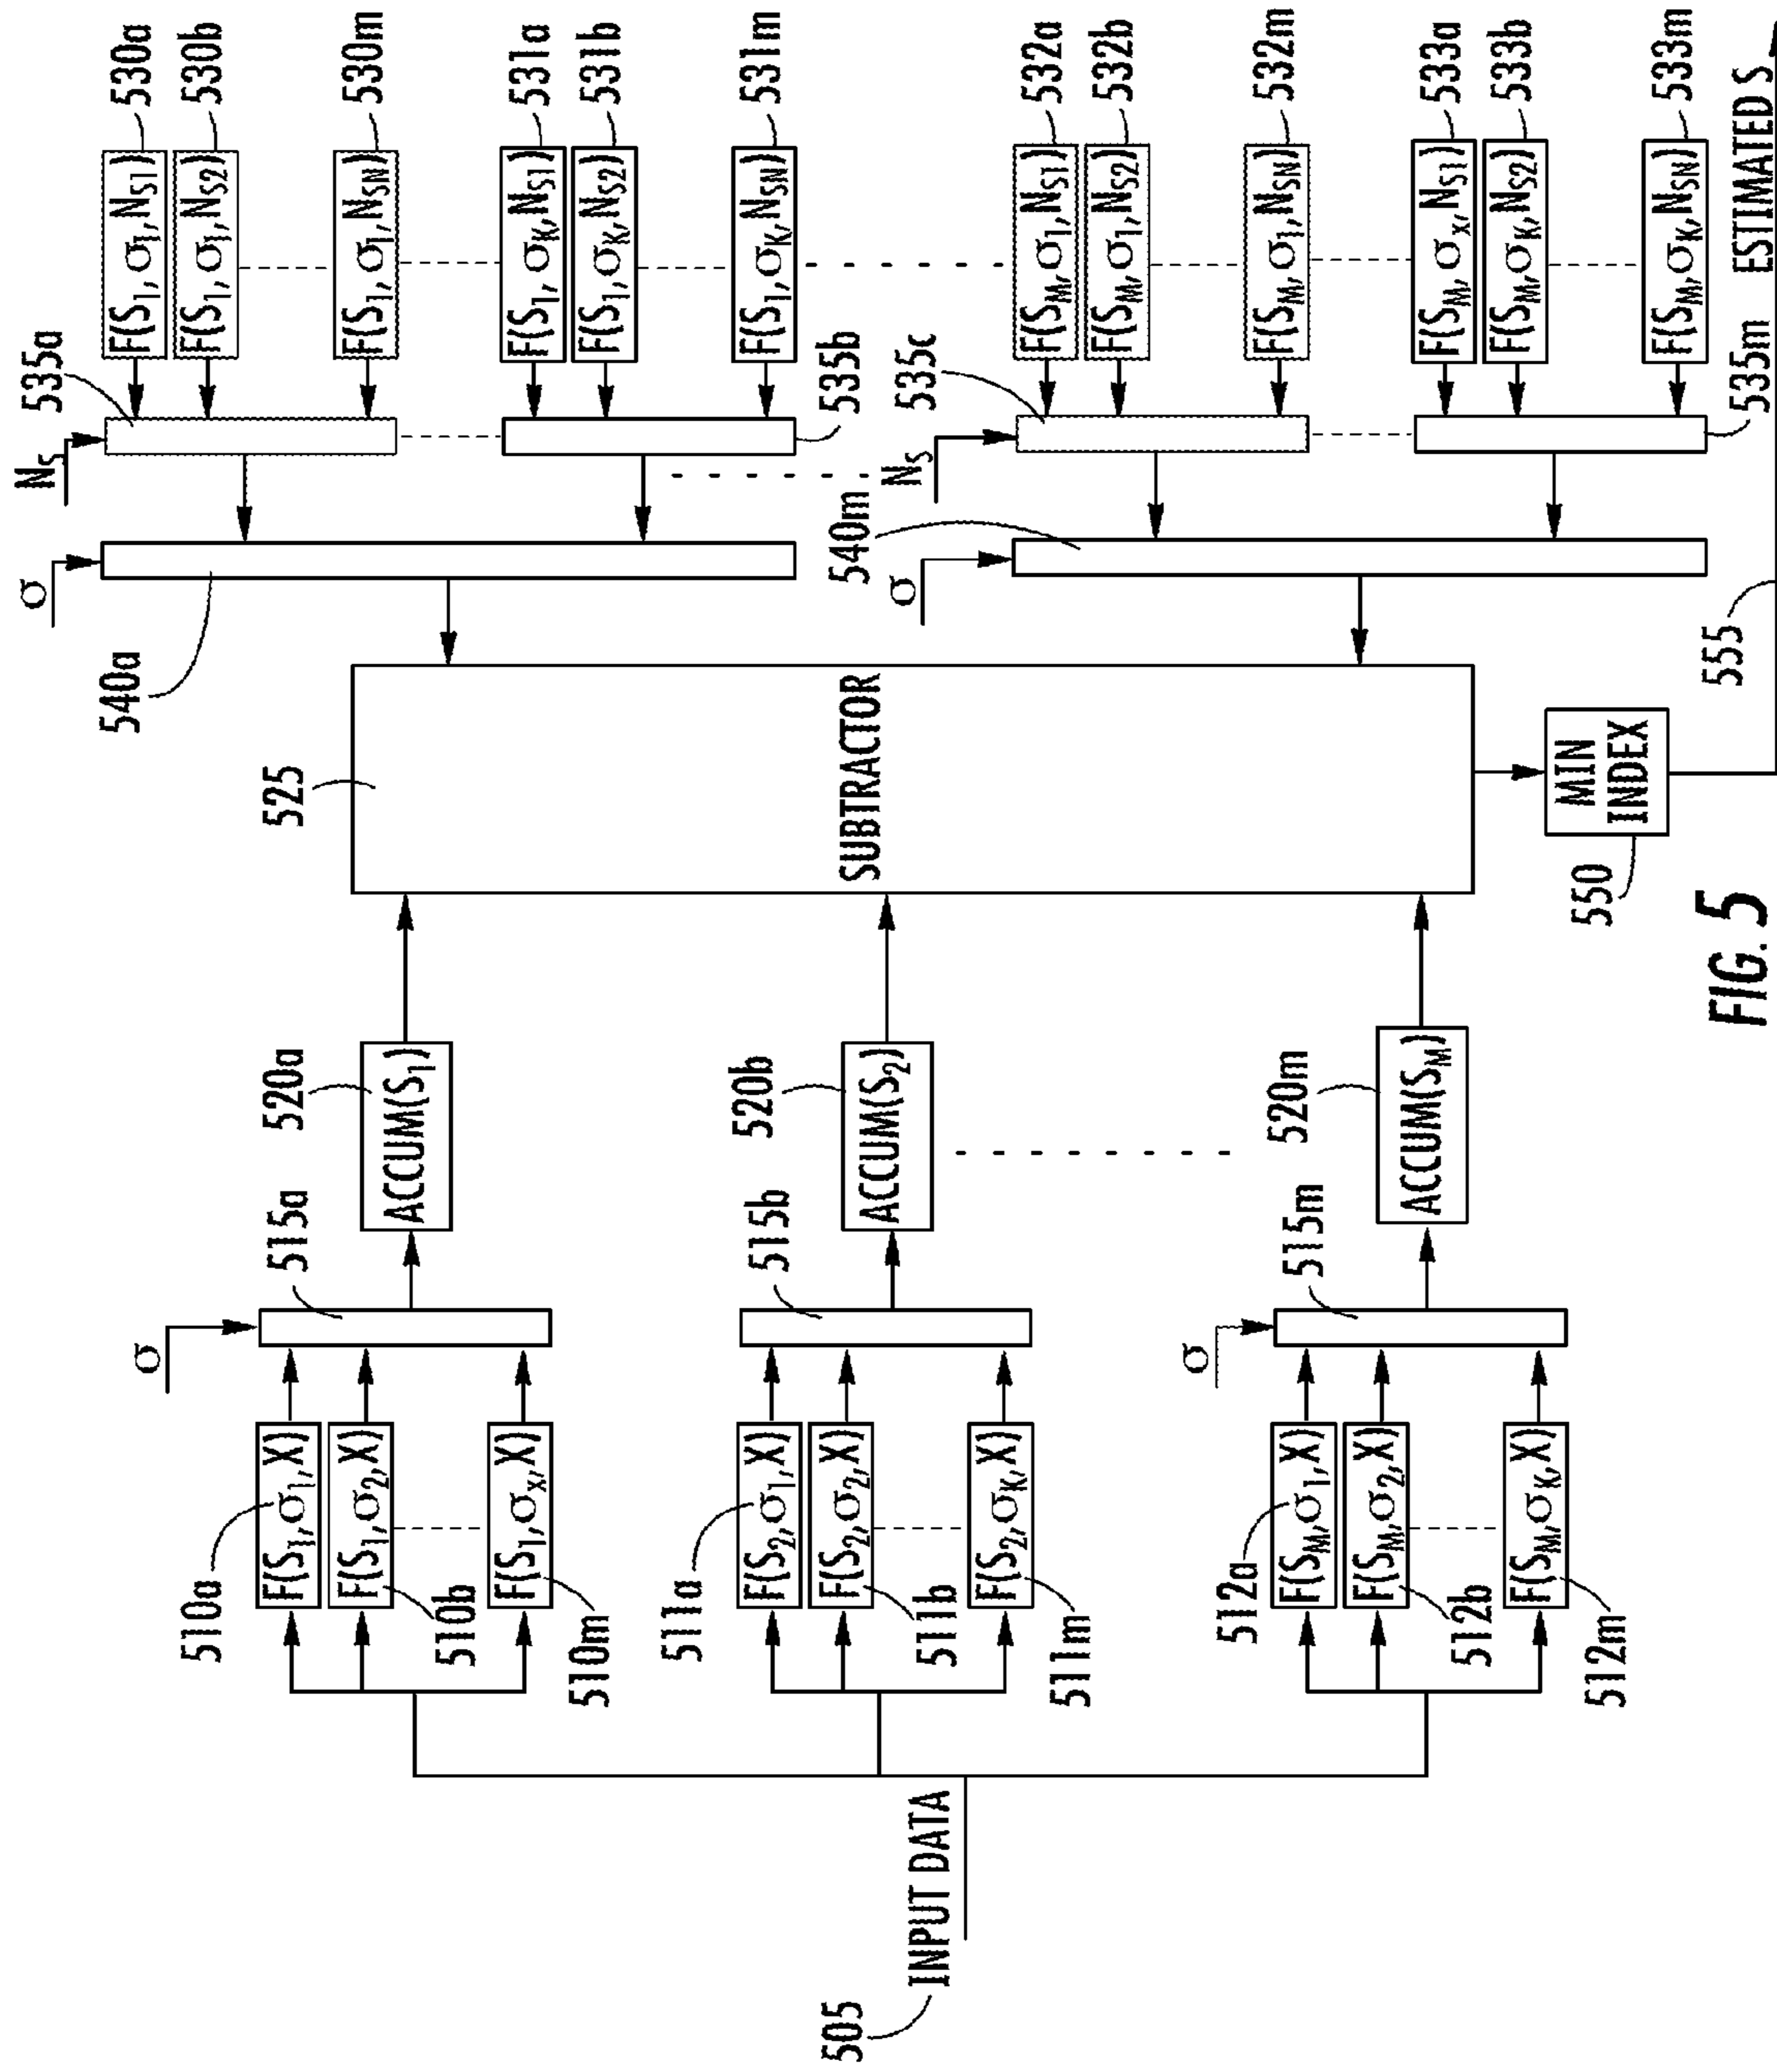 505 INPUT DATA
510a
F(S₁,σ₁,X)
F(S₁,σ₂,X)
510b
F(S₁,σₓ,X)
510m
511a
F(S₂,σ₁,X)
F(S₂,σ₂,X)
511b
F(S₂,σK,X)
511m
512a
F(SM,σ₁,X)
F(SM,σ₂,X)
512b
F(SM,σK,X)
512m
σ
515a
515b
σ
515m
520a
ACCUM(S₁)
520b
ACCUM(S₂)
520m
ACCUM(SM)
525
SUBTRACTOR
550
MIN
INDEX
555
ESTIMATED S
σ
540a
σ
540m
NS
535a
535b
NS
535c
535m
F(S₁,σ₁,NS1) 530a
F(S₁,σ₁,NS2) 530b
F(S₁,σ₁,NSN) 530m
F(S₁,σK,NS1) 531a
F(S₁,σK,NS2) 531b
F(S₁,σK,NSN) 531m
F(SM,σ₁,NS1) 532a
F(SM,σ₁,NS2) 532b
F(SM,σ₁,NSN) 532m
F(SM,σₓ,NS1) 533a
F(SM,σK,NS2) 533b
F(SM,σK,NSN) 533m
FIG. 5